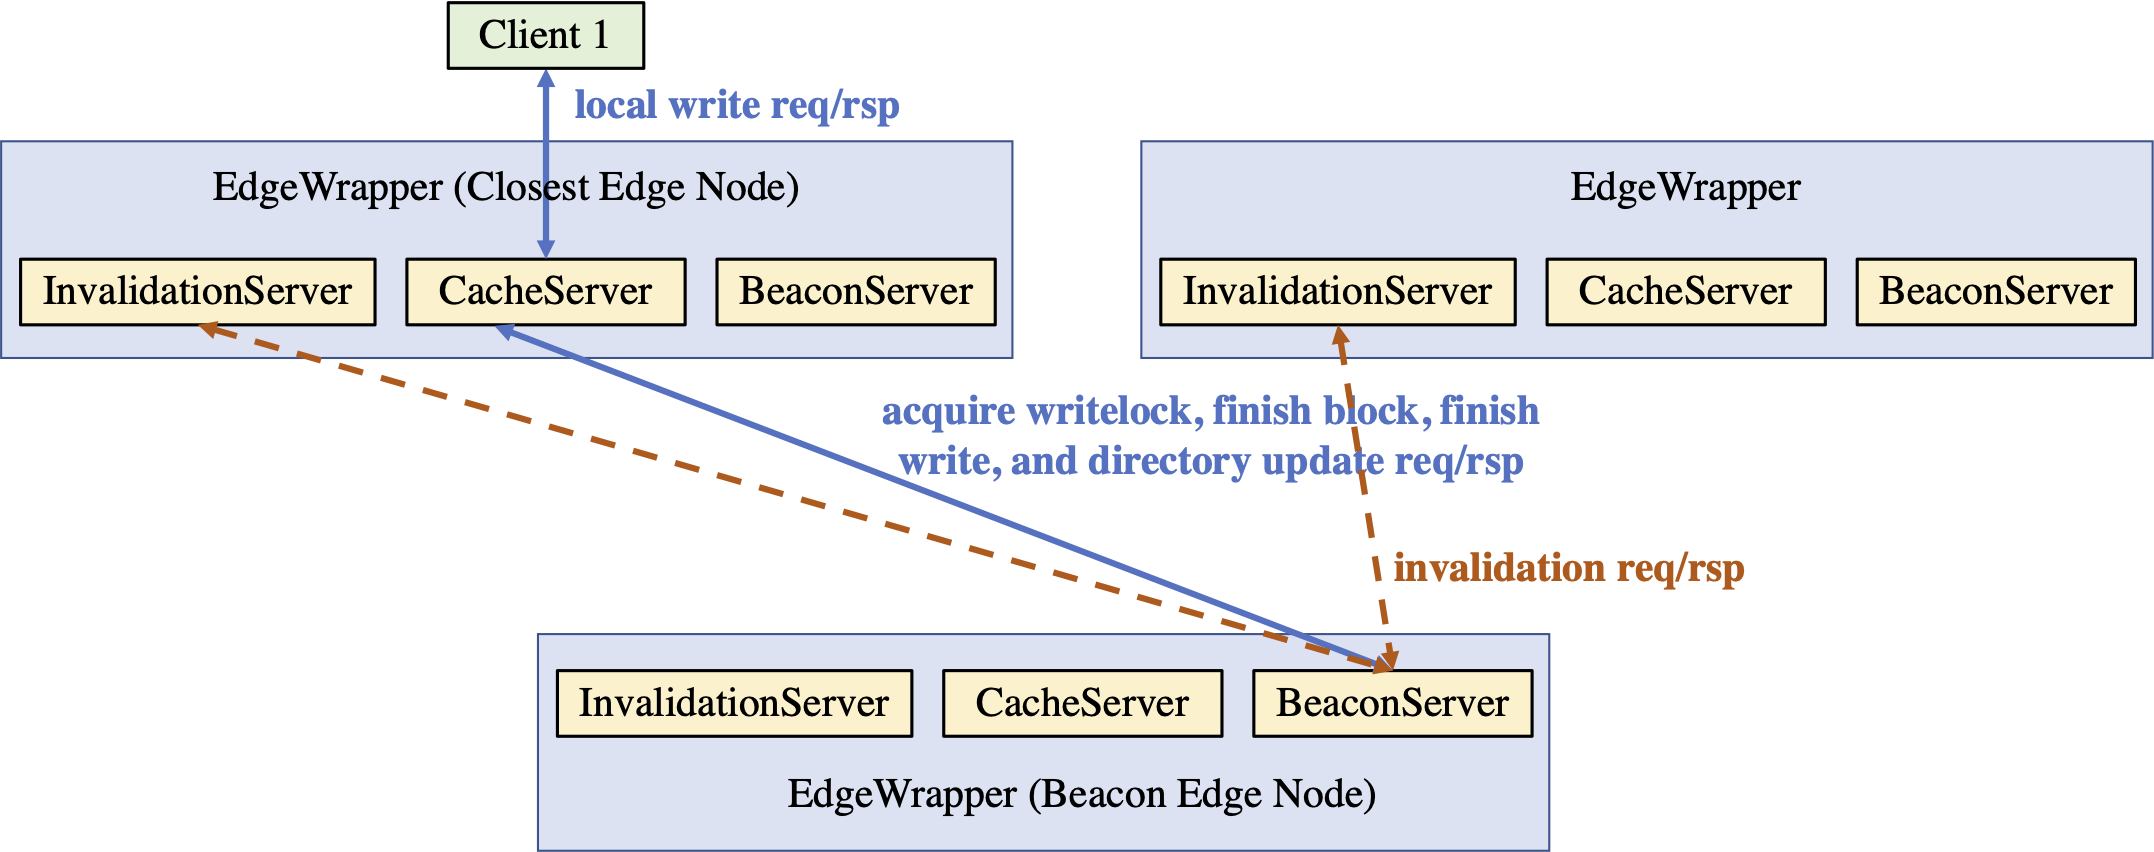 Client 1
local write req/rsp
EdgeWrapper (Closest Edge Node)
InvalidationServer
CacheServer
BeaconServer
EdgeWrapper
InvalidationServer
CacheServer
BeaconServer
acquire writelock, finish block, finish
write, and directory update req/rsp
invalidation req/rsp
InvalidationServer
CacheServer
BeaconServer
EdgeWrapper (Beacon Edge Node)